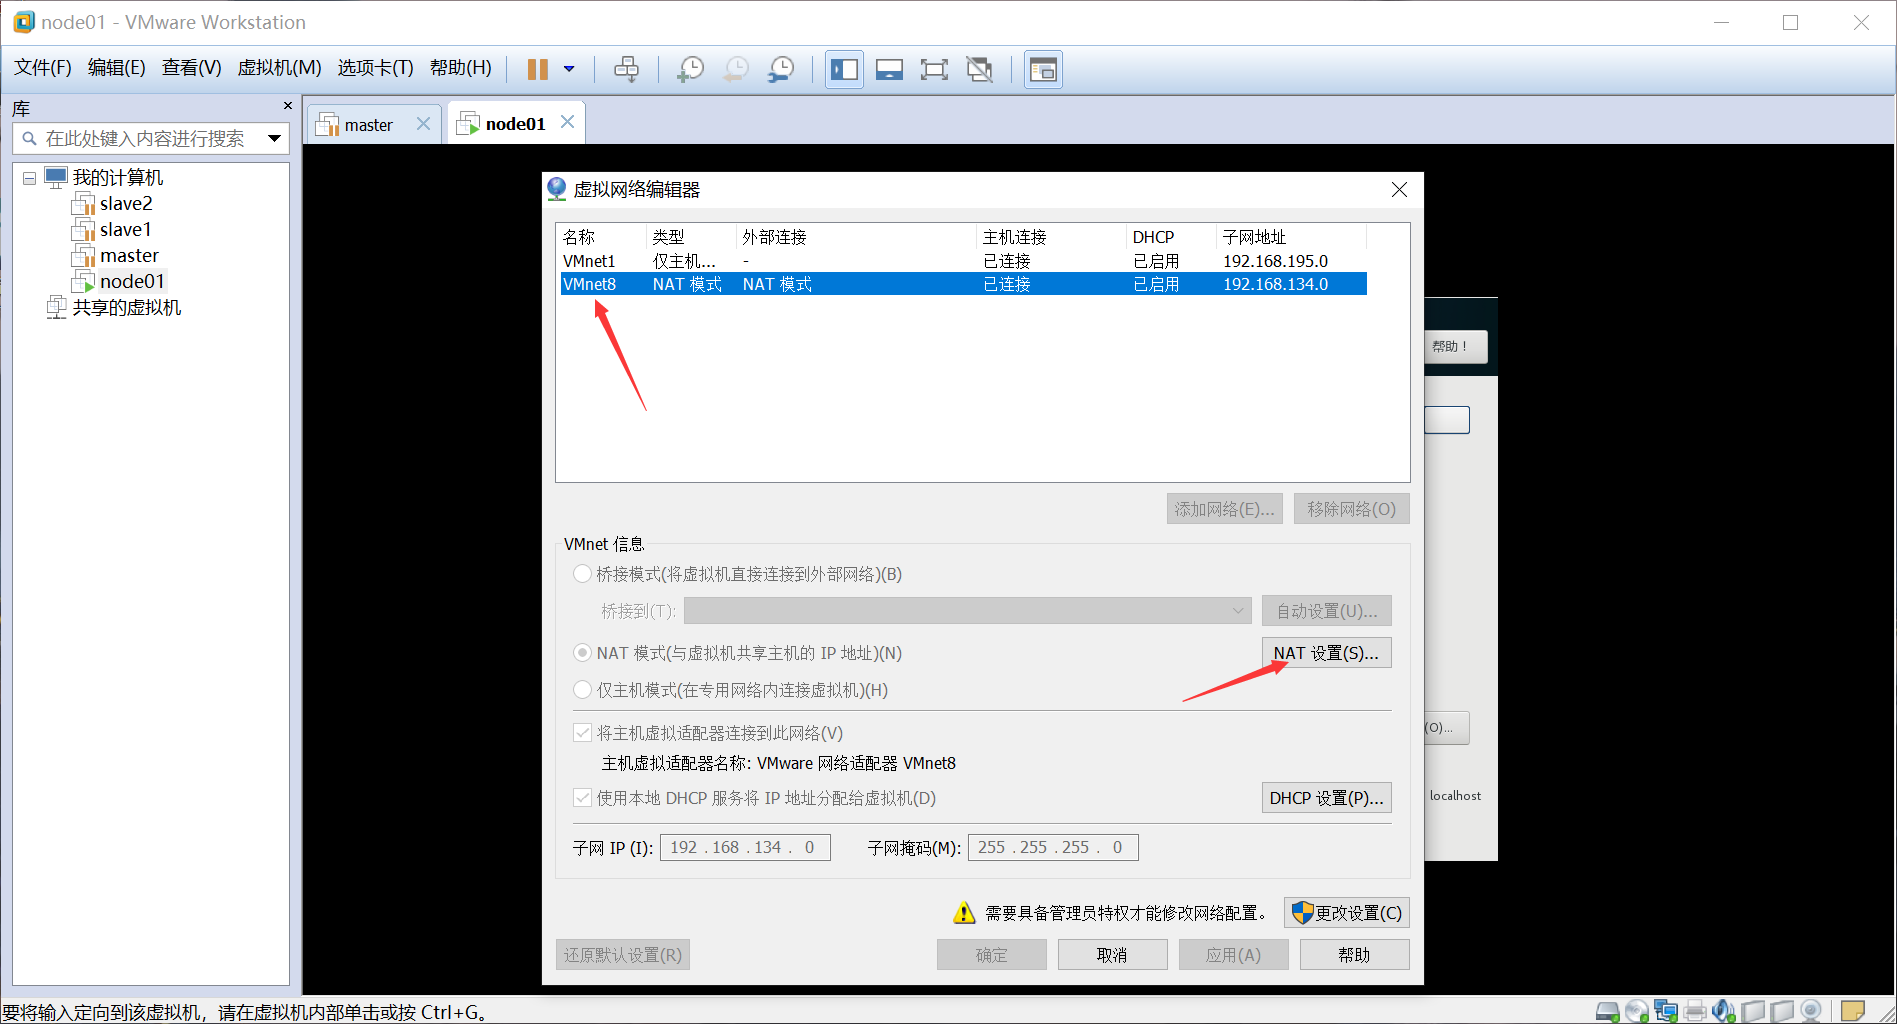 node01 - VMware Workstation
文件(F) 编辑(E) 查看(V) 虚拟机(M) 选项卡(T) 帮助(H)
库
在此处键入内容进行搜索
我的计算机
slave2
slave1
master
node01
共享的虚拟机
master
node01
虚拟网络编辑器
名称 类型 外部连接 主机连接 DHCP 子网地址
VMnet1 仅主机... - 已连接 已启用 192.168.195.0
VMnet8 NAT 模式 NAT 模式 已连接 已启用 192.168.134.0
帮助！
添加网络(E)... 移除网络(O)
VMnet 信息
桥接模式(将虚拟机直接连接到外部网络)(B)
桥接到(T): 自动设置(U)...
NAT 模式(与虚拟机共享主机的 IP 地址)(N) NAT 设置(S)...
仅主机模式(在专用网络内连接虚拟机)(H)
(O)...
将主机虚拟适配器连接到此网络(V)
主机虚拟适配器名称: VMware 网络适配器 VMnet8
使用本地 DHCP 服务将 IP 地址分配给虚拟机(D) DHCP 设置(P)...
localhost
子网 IP (I): 192 . 168 . 134 . 0 子网掩码(M): 255 . 255 . 255 . 0
需要具备管理员特权才能修改网络配置。 更改设置(C)
还原默认设置(R) 确定 取消 应用(A) 帮助
要将输入定向到该虚拟机，请在虚拟机内部单击或按 Ctrl+G。